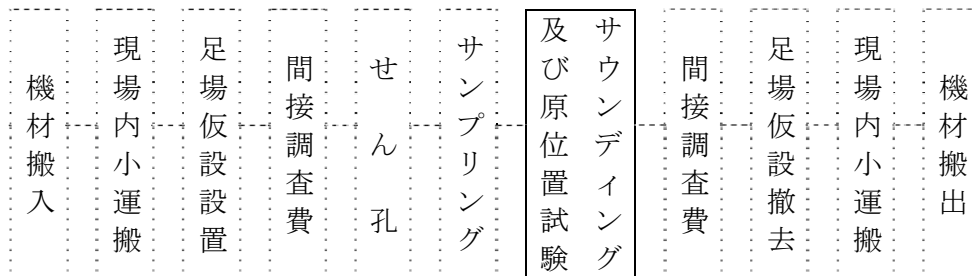 機材搬入
現場内小運搬
足場仮設設置
間接調査費
せん孔
サンプリング
サウンディング
及び原位置試験
間接調査費
足場仮設撤去
現場内小運搬
機材搬出